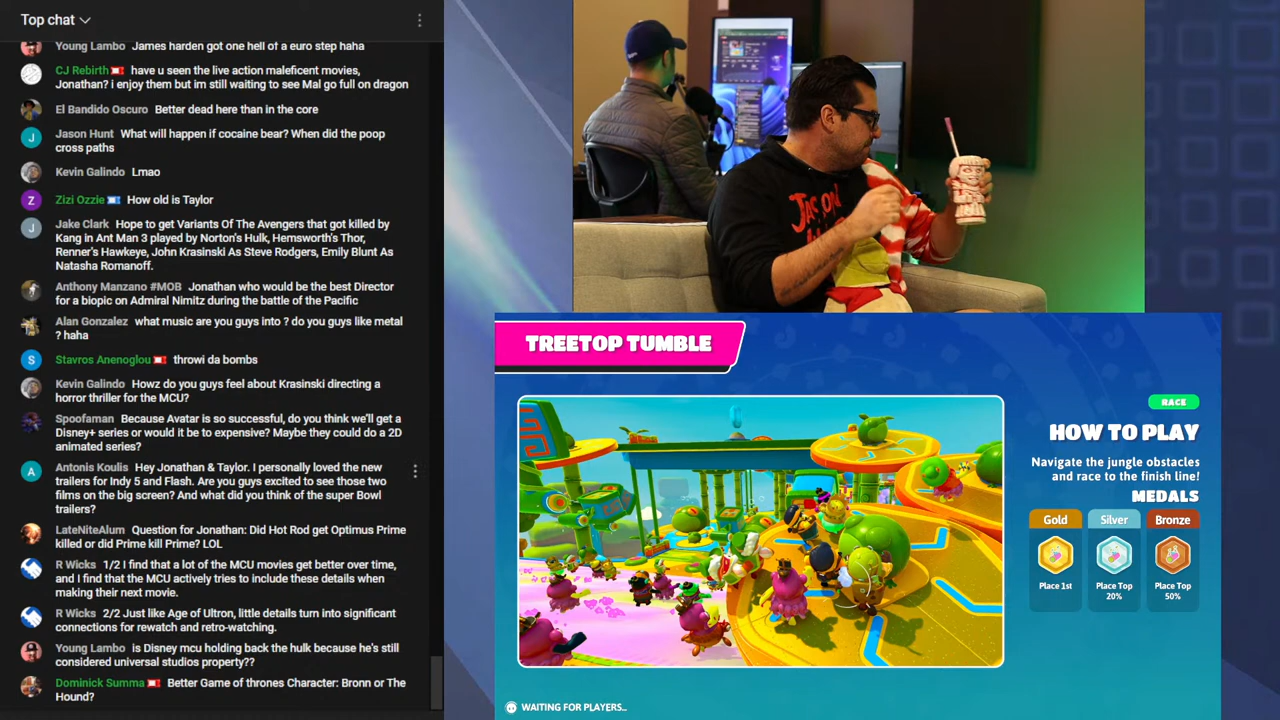 Top chat
Young Lambo James harden got one hell of a euro step haha
CJ Rebirth have u seen the live action maleficent movies,
Jonathan? i enjoy them but im still waiting to see Mal go full on dragon
El Bandido Oscuro Better dead here than in the core
J Jason Hunt What will happen if cocaine bear? When did the poop
cross paths
Kevin Galindo Lmao
Z Zizi Ozzie How old is Taylor
J Jake Clark Hope to get Variants Of The Avengers that got killed by
Kang in Ant Man 3 played by Norton's Hulk, Hemsworth's Thor,
Renner's Hawkeye, John Krasinski As Steve Rodgers, Emily Blunt As
Natasha Romanoff.
Anthony Manzano #MOB Jonathan who would be the best Director
for a biopic on Admiral Nimitz during the battle of the Pacific
Alan Gonzalez what music are you guys into ? do you guys like metal
? haha
S Stavros Anenoglou throwi da bombs
Kevin Galindo Howz do you guys feel about Krasinski directing a
horror thriller for the MCU?
Spoofaman Because Avatar is so successful, do you think we'll get a
Disney+ series or would it be to expensive? Maybe they could do a 2D
animated series?
A Antonis Koulis Hey Jonathan & Taylor. I personally loved the new
trailers for Indy 5 and Flash. Are you guys excited to see those two
films on the big screen? And what did you think of the super Bowl
trailers?
LateNiteAlum Question for Jonathan: Did Hot Rod get Optimus Prime
killed or did Prime kill Prime? LOL
R Wicks 1/2 I find that a lot of the MCU movies get better over time,
and I find that the MCU actively tries to include these details when
making their next movie.
R Wicks 2/2 Just like Age of Ultron, little details turn into significant
connections for rewatch and retro-watching.
Young Lambo is Disney mcu holding back the hulk because he's still
considered universal studios property??
Dominick Summa Better Game of thrones Character: Bronn or The
Hound?
TREETOP TUMBLE
RACE
HOW TO PLAY
Navigate the jungle obstacles
and race to the finish line!
MEDALS
Gold Silver Bronze
Place 1st Place Top Place Top
20% 50%
WAITING FOR PLAYERS..